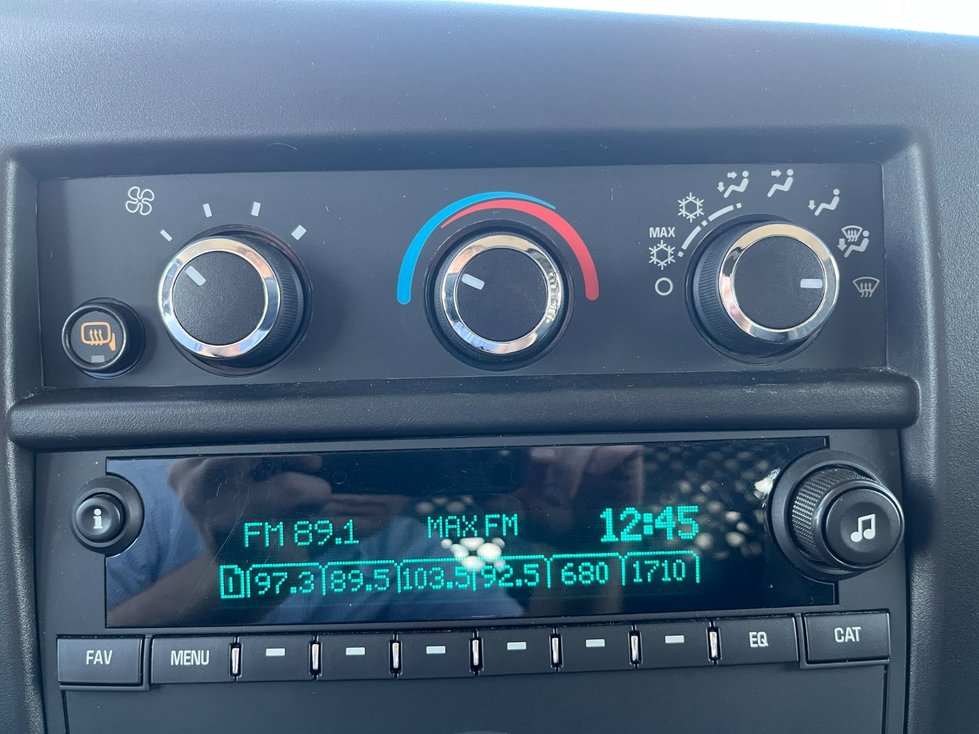 MAX
FM 89.1 MAX FM 12:45
1 97.3 89.5 103.5 92.5 680 1710
i
FAV MENU EQ CAT